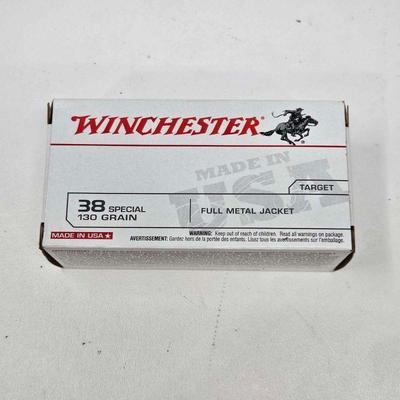 WINCHESTER
MADE IN
USA
TARGET
38 SPECIAL
130 GRAIN
FULL METAL JACKET
MADE IN USA
WARNING: Keep out of reach of children. Read all warnings on package.
AVERTISSEMENT: Gardez hors de la portée des enfants. Lisez tous les avertissements sur l'emballage.